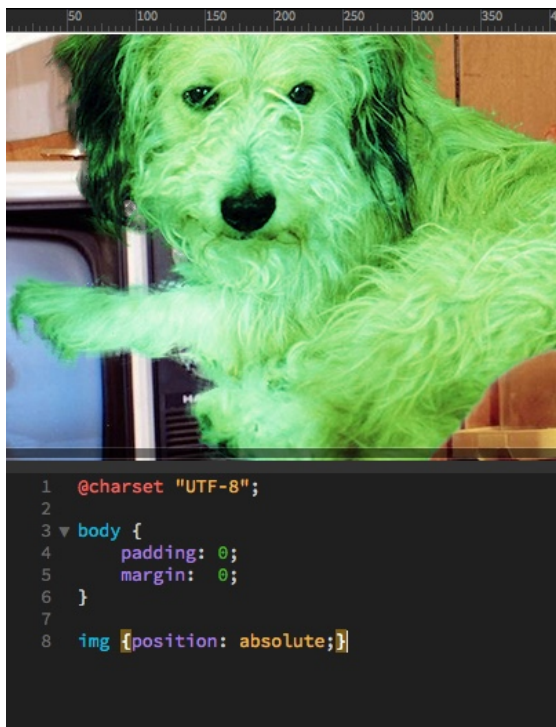 50 100 150 200 250 300 350
1 @charset "UTF-8";
2
3 body {
4 padding: 0;
5 margin: 0;
6 }
7
8 img {position: absolute;}